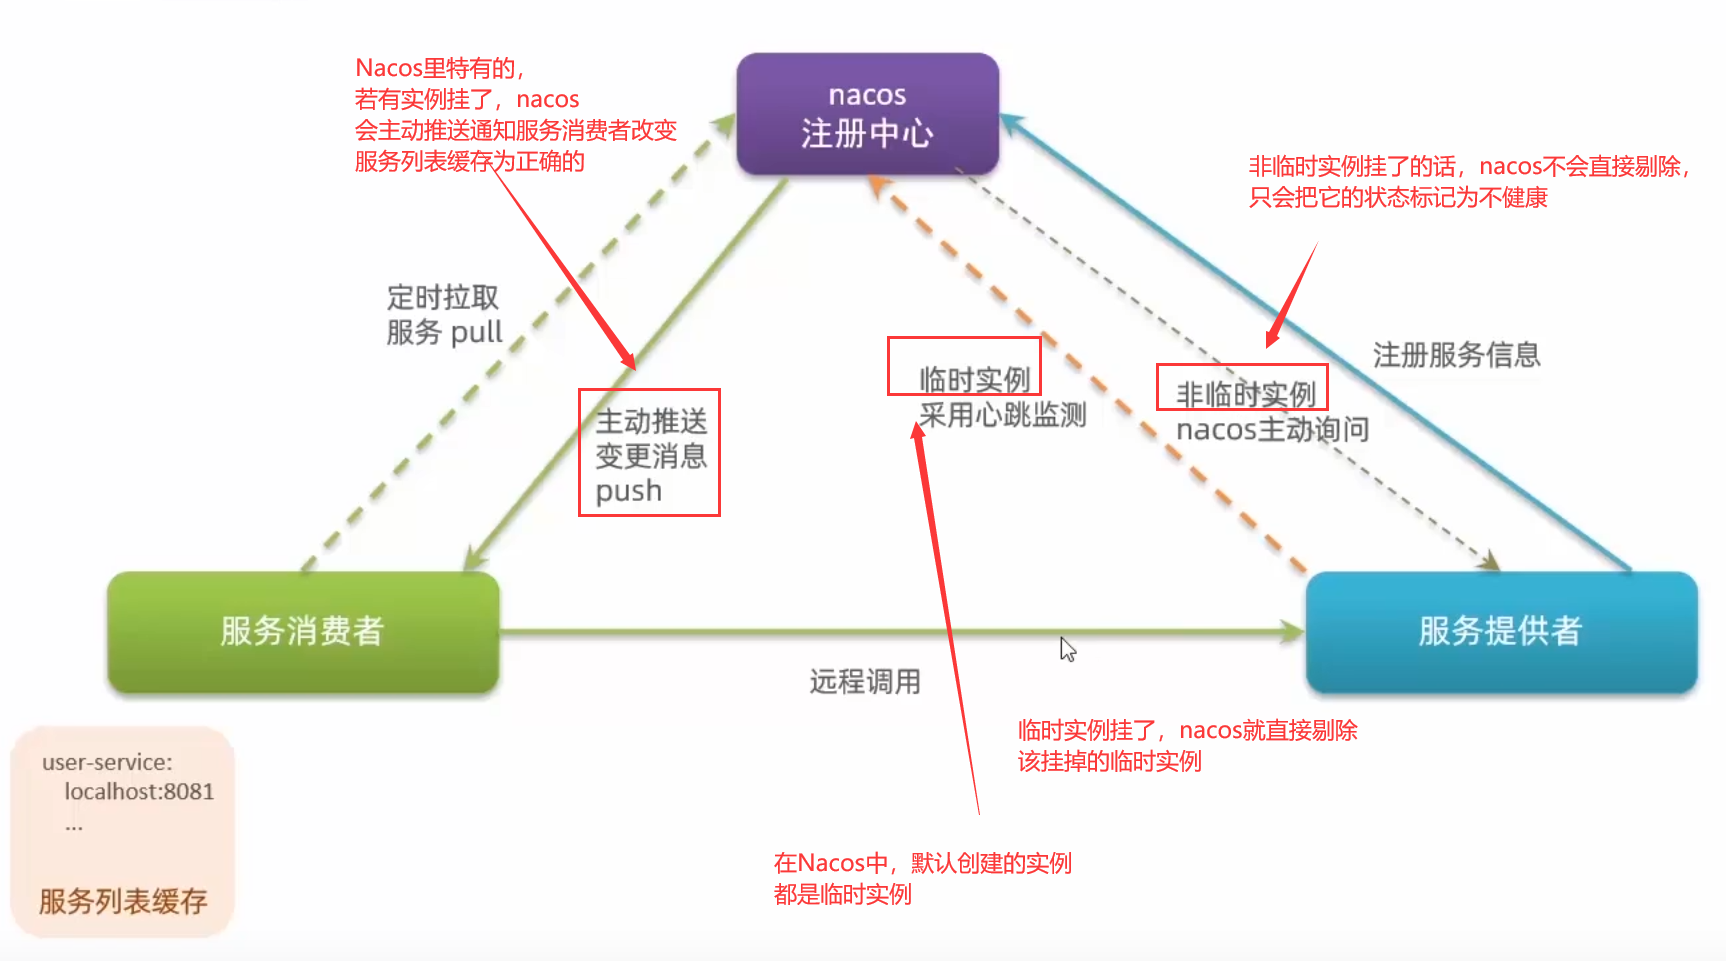 Nacos里特有的，
若有实例挂了，nacos
会主动推送通知服务消费者改变
服务列表缓存为正确的
nacos
注册中心
非临时实例挂了的话，nacos不会直接剔除，
只会把它的状态标记为不健康
定时拉取
服务 pull
主动推送
变更消息
push
临时实例
采用心跳监测
非临时实例
nacos主动询问
注册服务信息
服务消费者
远程调用
服务提供者
临时实例挂了，nacos就直接剔除
该挂掉的临时实例
user-service:
localhost:8081
...
服务列表缓存
在Nacos中，默认创建的实例
都是临时实例